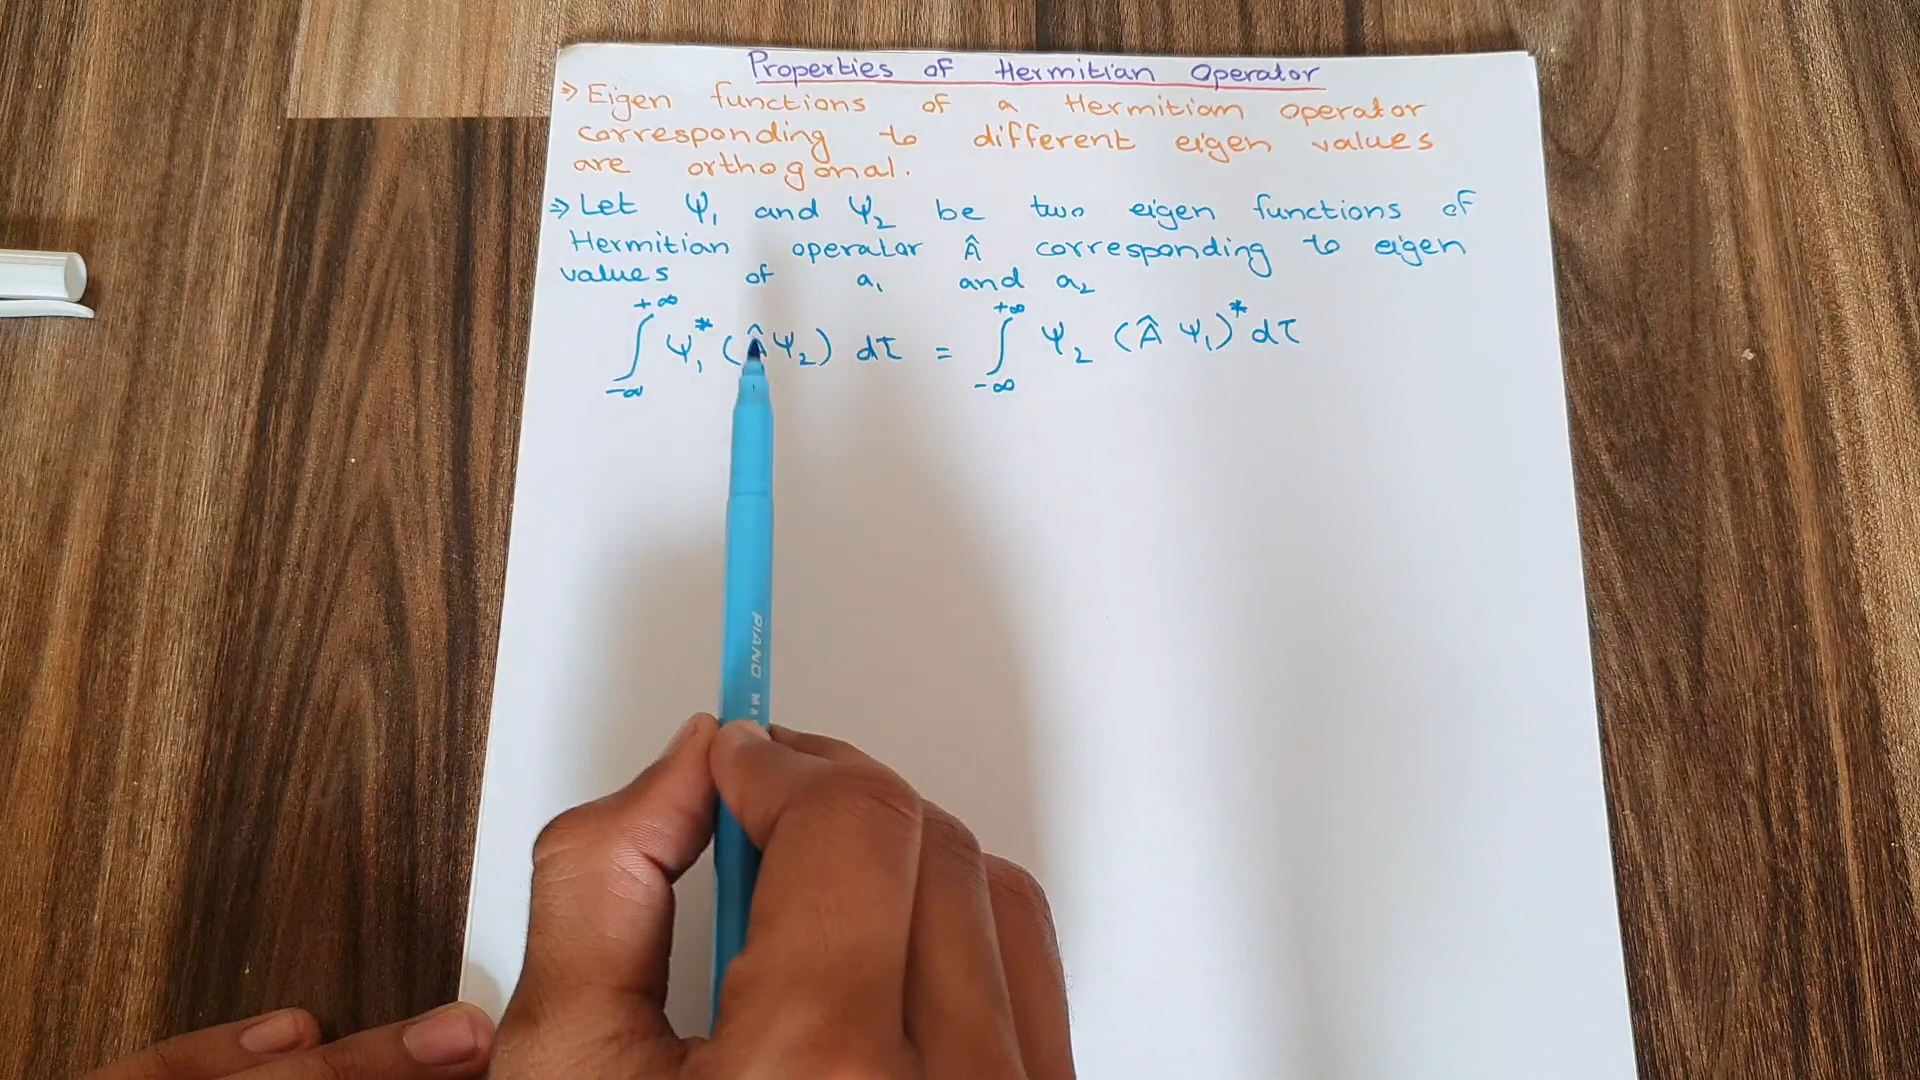 Properties of Hermitian Operator
⇒ Eigen functions of a Hermitian operator
corresponding to different eigen values
are orthogonal.
⇒ Let Ψ₁ and Ψ₂ be two eigen functions of
Hermitian operator Â corresponding to eigen
values of a₁ and a₂
∫₋∞⁺∞ Ψ₁* (ÂΨ₂) dτ = ∫₋∞⁺∞ Ψ₂ (Â Ψ₁)* dτ
PIANO